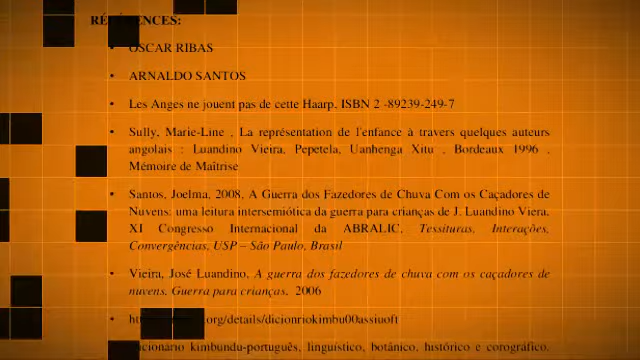 RÉFÉRENCES:
• OSCAR RIBAS
• ARNALDO SANTOS
• Les Anges ne jouent pas de cette Haarp, ISBN 2 -89239-249-7
• Sully, Marie-Line , La représentation de l'enfance à travers quelques auteurs
angolais : Luandino Vieira, Pepetela, Uanhenga Xitu , Bordeaux 1996 ,
Mémoire de Maîtrise
• Santos, Joelma, 2008, A Guerra dos Fazedores de Chuva Com os Caçadores de
Nuvens: uma leitura intersemiótica da guerra para crianças de J. Luandino Viera,
XI Congresso Internacional da ABRALIC, Tessituras, Interações,
Convergências, USP – São Paulo, Brasil
• Vieira, José Luandino, A guerra dos fazedores de chuva com os caçadores de
nuvens. Guerra para crianças, 2006
• .org/details/dicionriokimbu00assiuoft
kimbundu-português, linguístico, botânico, histórico e corográfico.